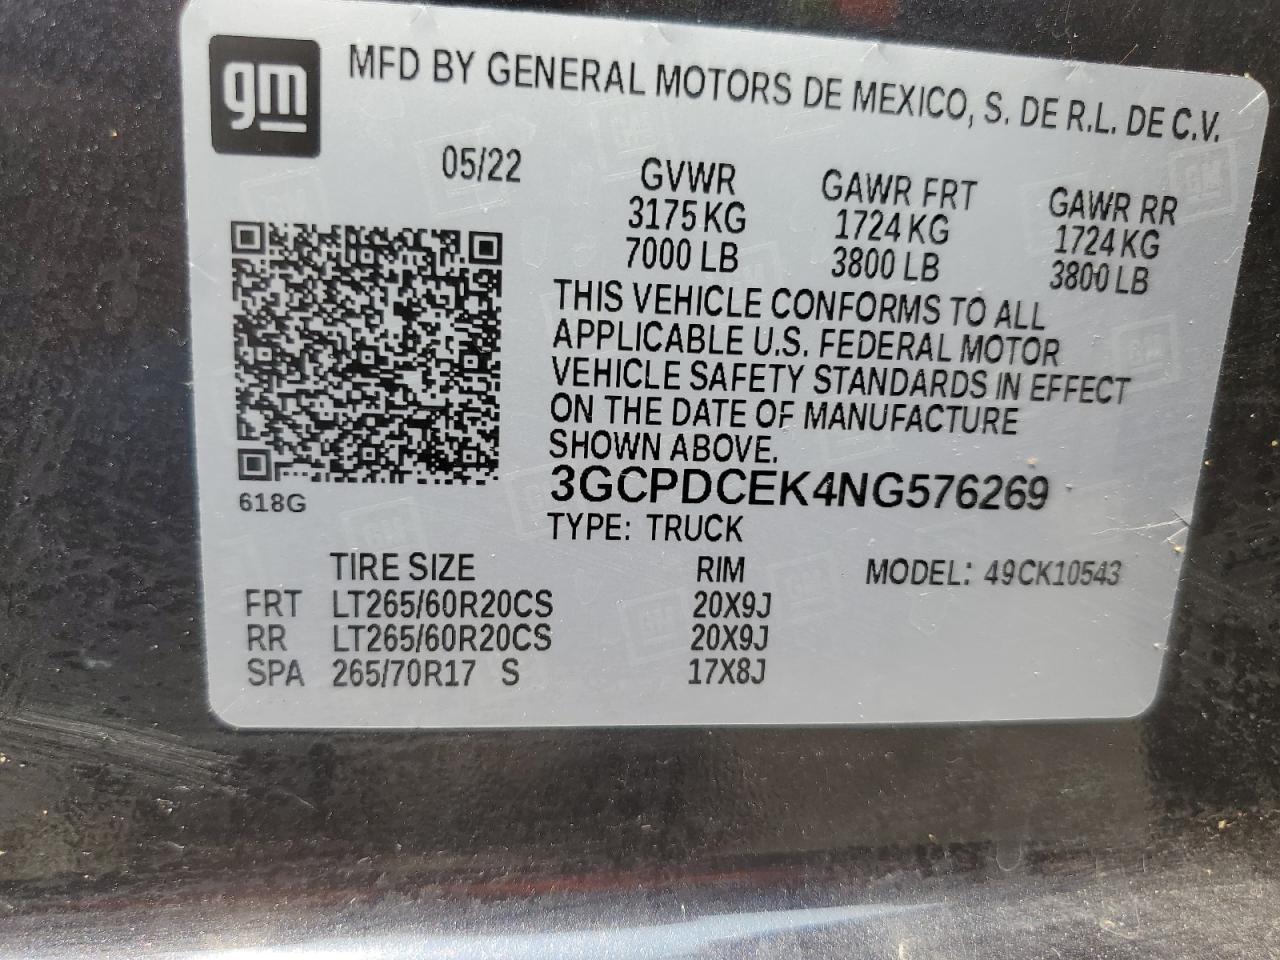 gm
MFD BY GENERAL MOTORS DE MEXICO, S. DE R.L. DE C.V.
05/22
GVWR GAWR FRT GAWR RR
3175 KG 1724 KG 1724 KG
7000 LB 3800 LB 3800 LB
THIS VEHICLE CONFORMS TO ALL
APPLICABLE U.S. FEDERAL MOTOR
VEHICLE SAFETY STANDARDS IN EFFECT
ON THE DATE OF MANUFACTURE
SHOWN ABOVE.
3GCPDCEK4NG576269
618G
TYPE: TRUCK
TIRE SIZE RIM MODEL: 49CK10543
FRT LT265/60R20CS 20X9J
RR LT265/60R20CS 20X9J
SPA 265/70R17 S 17X8J